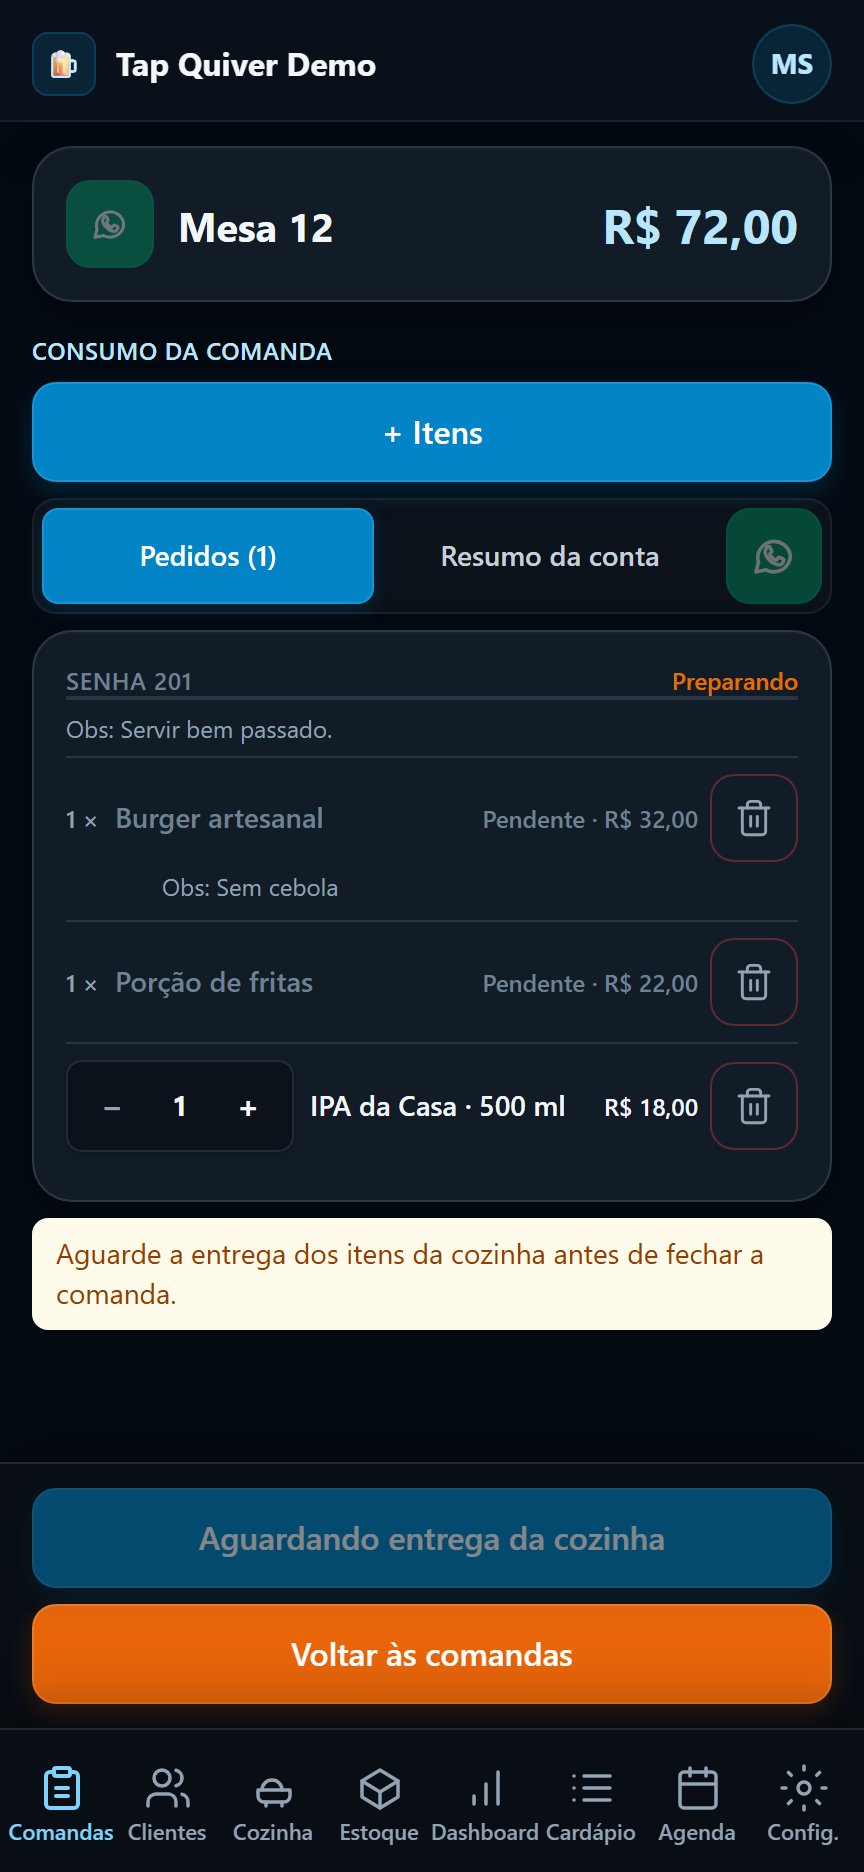 Tap Quiver Demo
MS
Mesa 12
R$ 72,00
CONSUMO DA COMANDA
+ Itens
Pedidos (1)
Resumo da conta
SENHA 201
Preparando
Obs: Servir bem passado.
1 × Burger artesanal
Pendente · R$ 32,00
Obs: Sem cebola
1 × Porção de fritas
Pendente · R$ 22,00
− 1 +
IPA da Casa · 500 ml
R$ 18,00
Aguarde a entrega dos itens da cozinha antes de fechar a
comanda.
Aguardando entrega da cozinha
Voltar às comandas
Comandas
Clientes
Cozinha
Estoque
Dashboard
Cardápio
Agenda
Config.